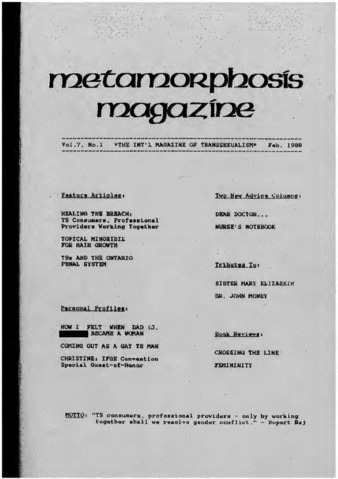 metamorphosis
magazine
Vol.7, No.1 "THE INT'L MAGAZINE OF TRANSSEXUALISM" Feb. 1988
Feature Articles:
HEALING THE BREACH;
TS Consumers, Professional
Providers Working Together
TOPICAL MINOXIDIL
FOR HAIR GROWTH
TSs AND THE ONTARIO
PENAL SYSTEM
Personal Profiles:
HOW I FELT WHEN DAD (J.
BECAME A WOMAN
COMING OUT AS A GAY TS MAN
CHRISTINE; IFGE Convention
Special Guest-of-Honor
Two New Advice Columns:
DEAR DOCTOR...
NURSE'S NOTEBOOK
Tributes To:
SISTER MARY ELIZABETH
DR. JOHN MONEY
Book Reviews:
CROSSING THE LINE
FEMININITY
MOTTO: "TS consumers, professional providers - only by working
together shall we resolve gender conflict." - Rupert Raj